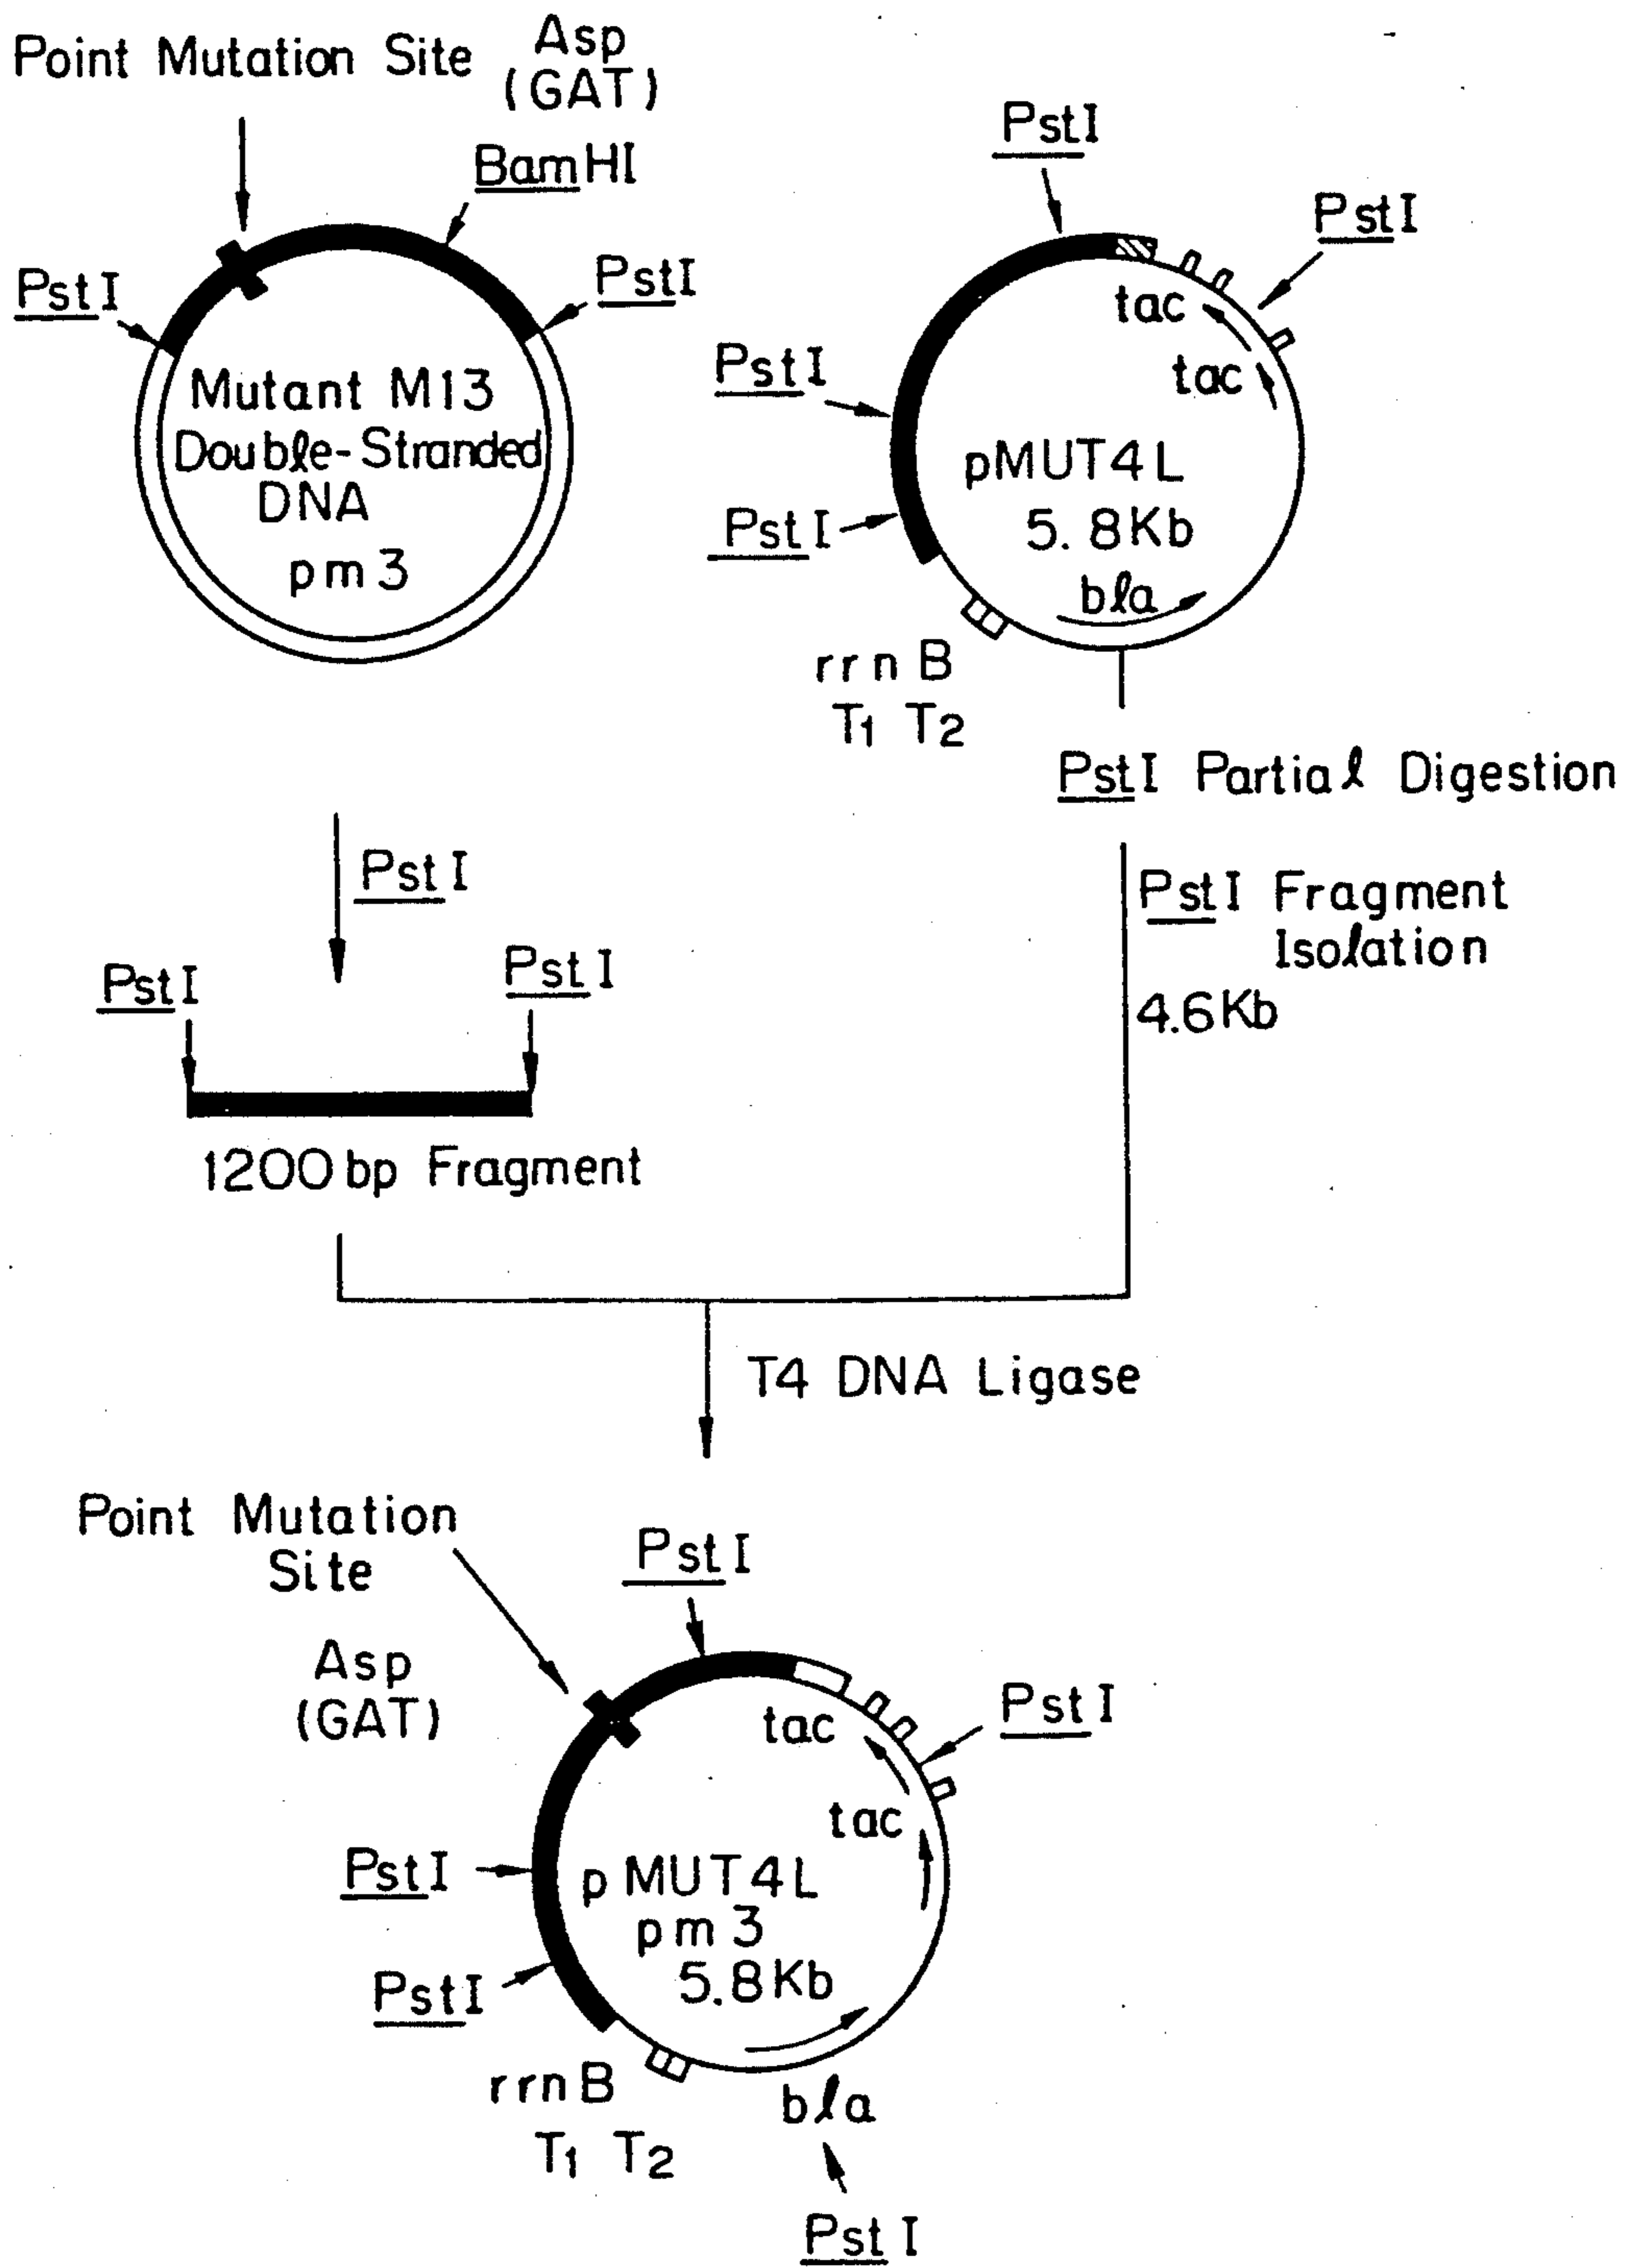 Point Mutation Site
Asp
(GAT)
BamHI
PstI
PstI
Mutant M13
Double-Stranded
DNA
pm3
PstI
PstI
tac
tac
PstI
PstI
pMUT4L
5.8Kb
bla
rrn B
T1 T2
PstI Partial Digestion
PstI
PstI Fragment
Isolation
4.6Kb
PstI
PstI
1200bp Fragment
T4 DNA Ligase
Point Mutation
Site
Asp
(GAT)
PstI
PstI
tac
tac
PstI
PstI
pMUT4L
pm3
5.8Kb
rrnB
T1 T2
bla
PstI